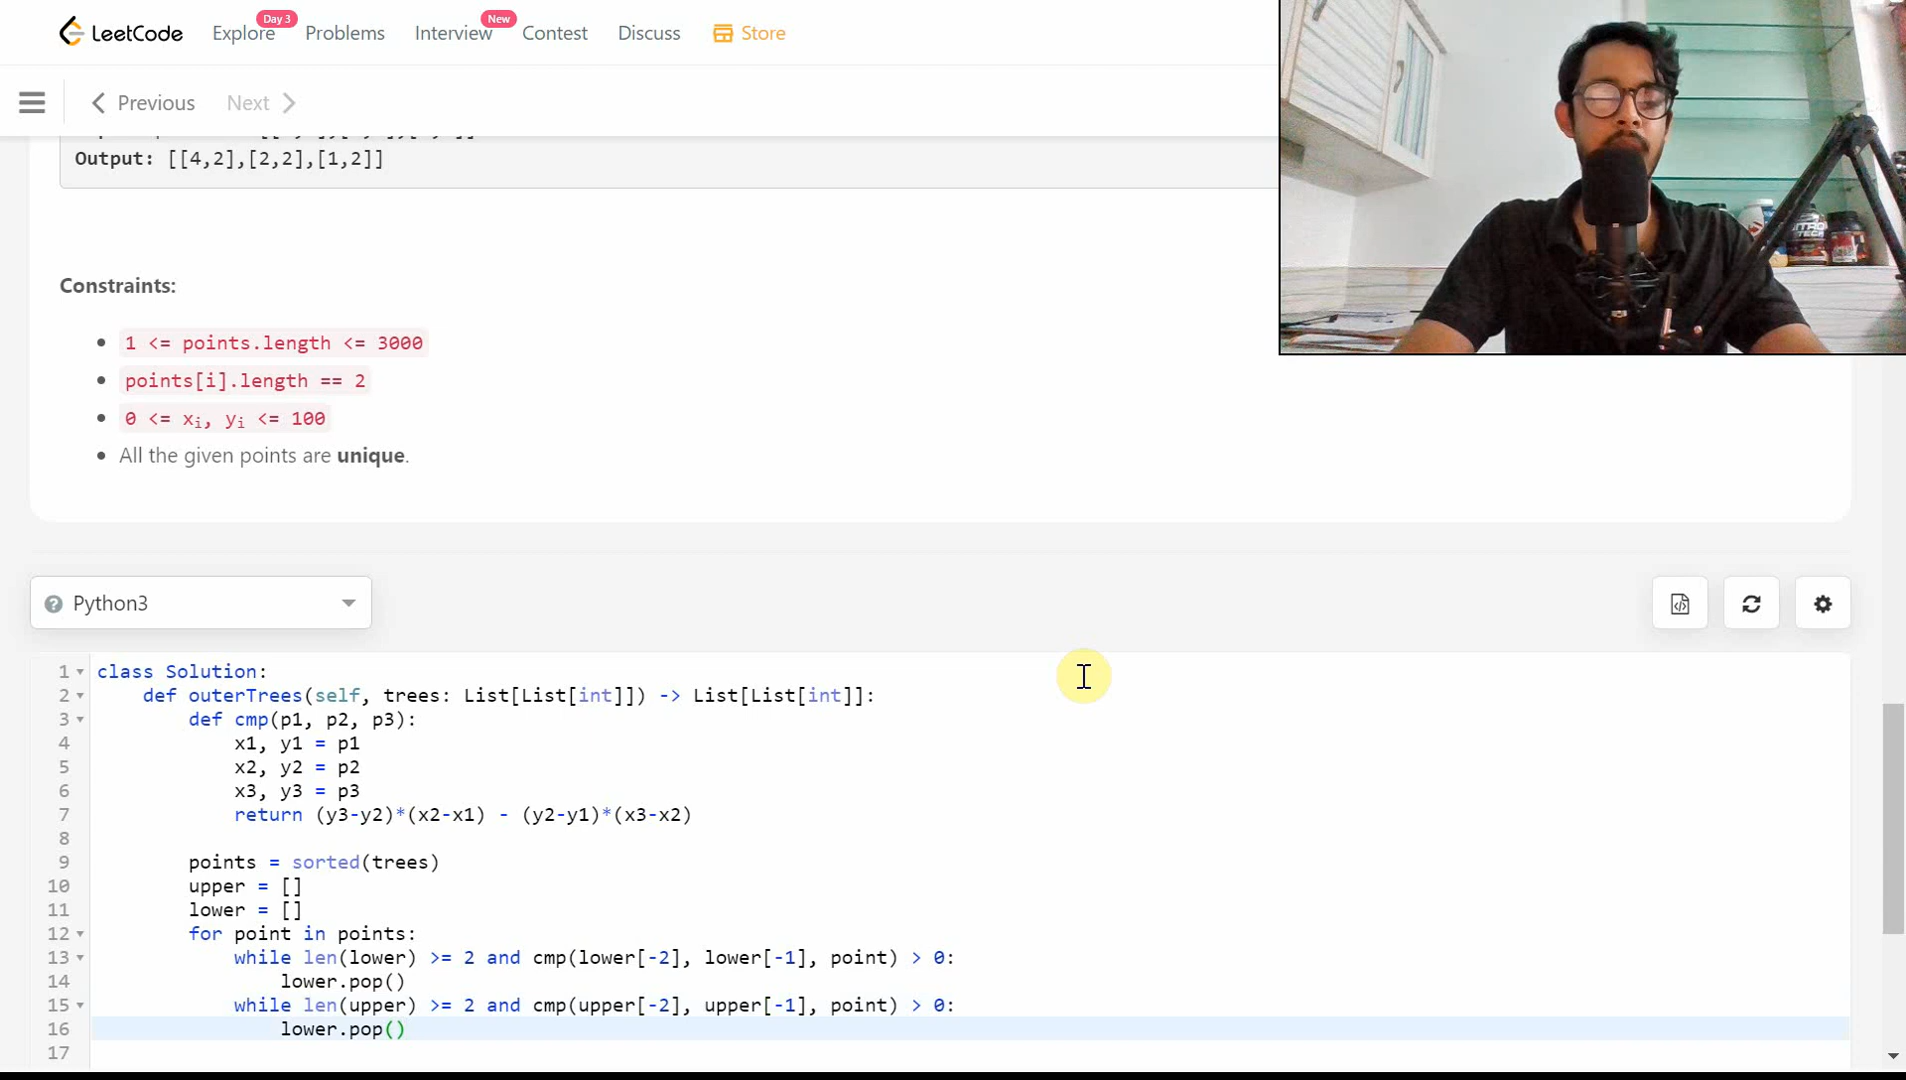 LeetCode
Explore
Day 3
Problems
Interview
New
Contest
Discuss
Store
Previous
Next
Output: [[4,2],[2,2],[1,2]]
Constraints:
• 1 <= points.length <= 3000
• points[i].length == 2
• 0 <= xi, yi <= 100
• All the given points are unique.
Python3
1 class Solution:
2 def outerTrees(self, trees: List[List[int]]) -> List[List[int]]:
3 def cmp(p1, p2, p3):
4 x1, y1 = p1
5 x2, y2 = p2
6 x3, y3 = p3
7 return (y3-y2)*(x2-x1) - (y2-y1)*(x3-x2)
8
9 points = sorted(trees)
10 upper = []
11 lower = []
12 for point in points:
13 while len(lower) >= 2 and cmp(lower[-2], lower[-1], point) > 0:
14 lower.pop()
15 while len(upper) >= 2 and cmp(upper[-2], upper[-1], point) > 0:
16 lower.pop()
17
NITRO
TECH